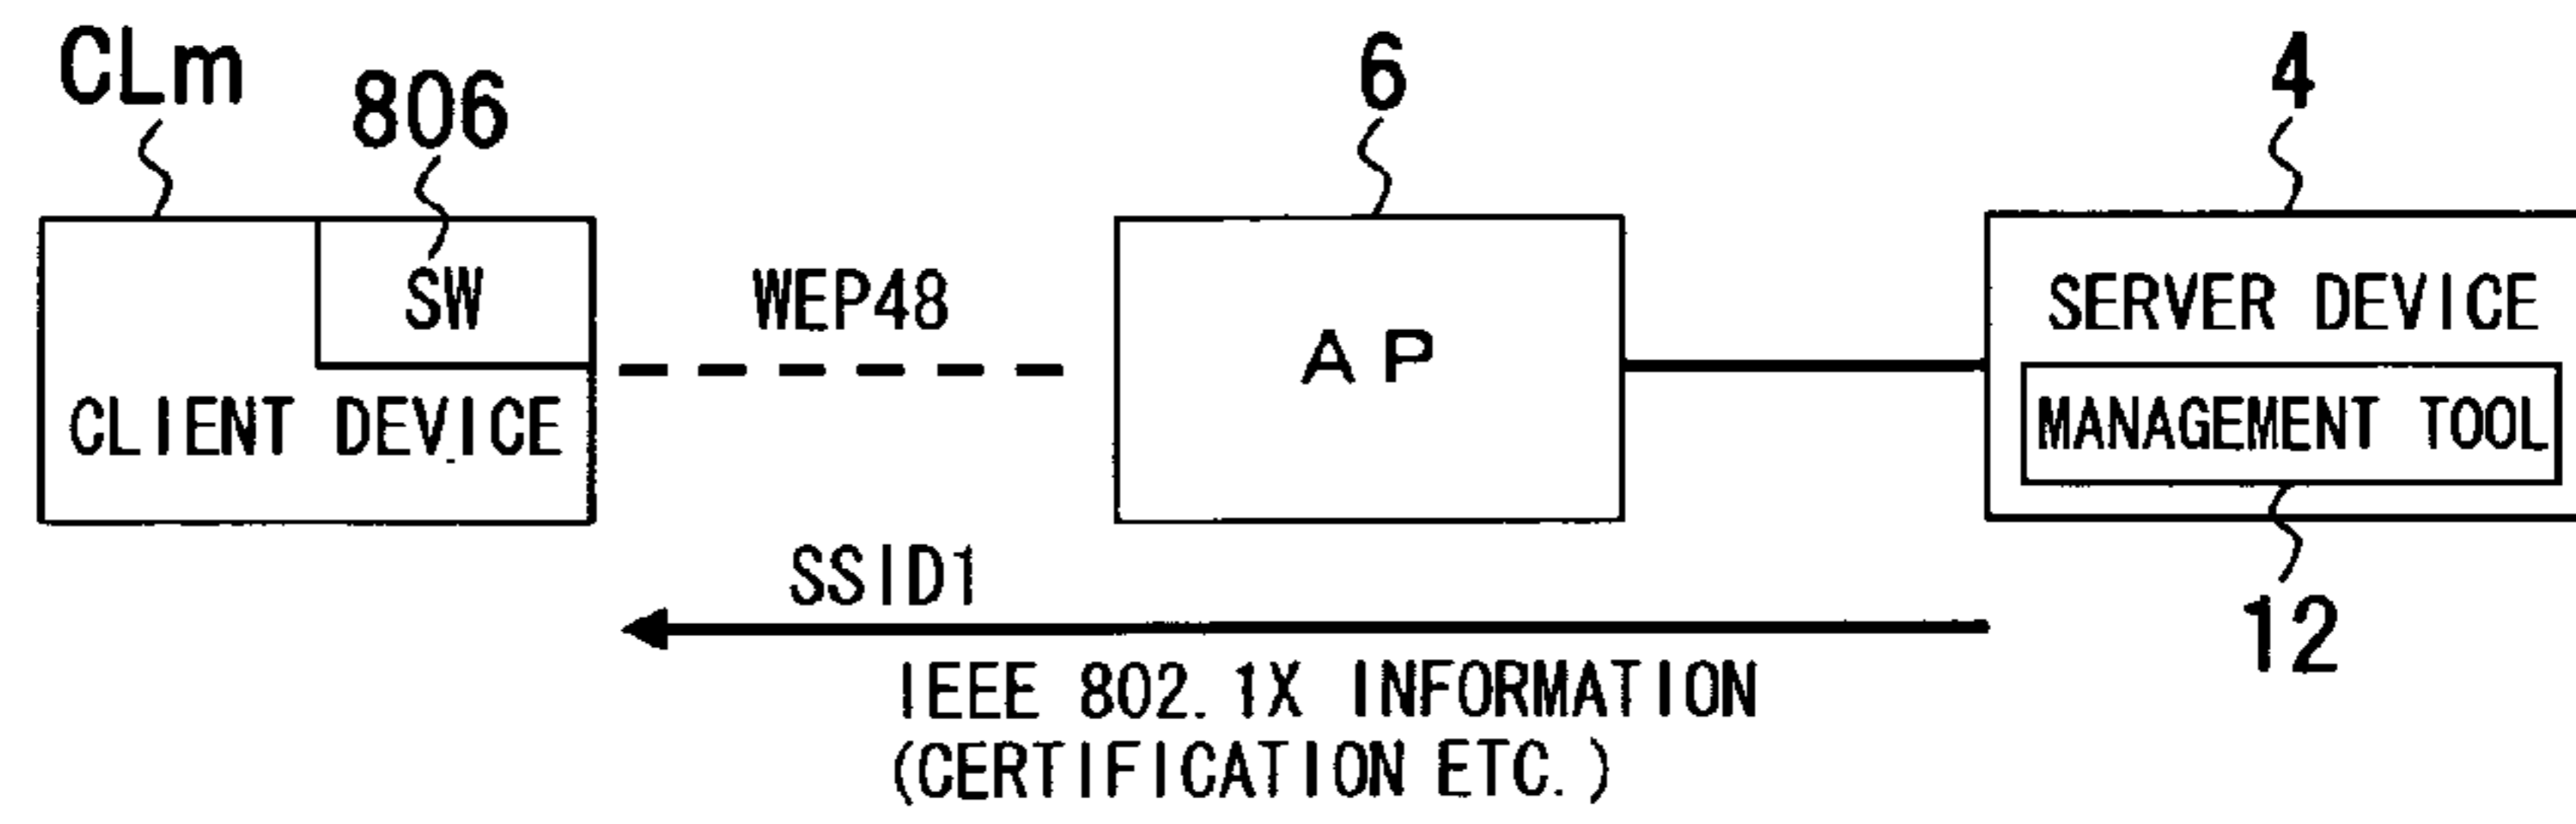 CLm
806
6
4
SW
WEP48
AP
SERVER DEVICE
CLIENT DEVICE
MANAGEMENT TOOL
SSID1
12
IEEE 802.1X INFORMATION
(CERTIFICATION ETC.)